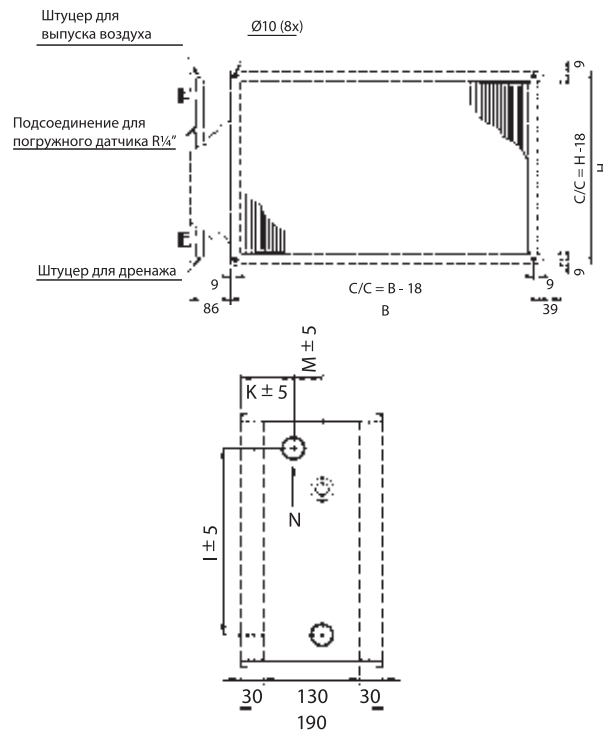 Штуцер для
выпуска воздуха
Ø10 (8x)
9
Подсоединение для
погружного датчика R¼"
C/C = H -18
H
Штуцер для дренажа
9
9
C/C = B - 18
9
86
B
39
M ± 5
K ± 5
I ± 5
N
30 130 30
190